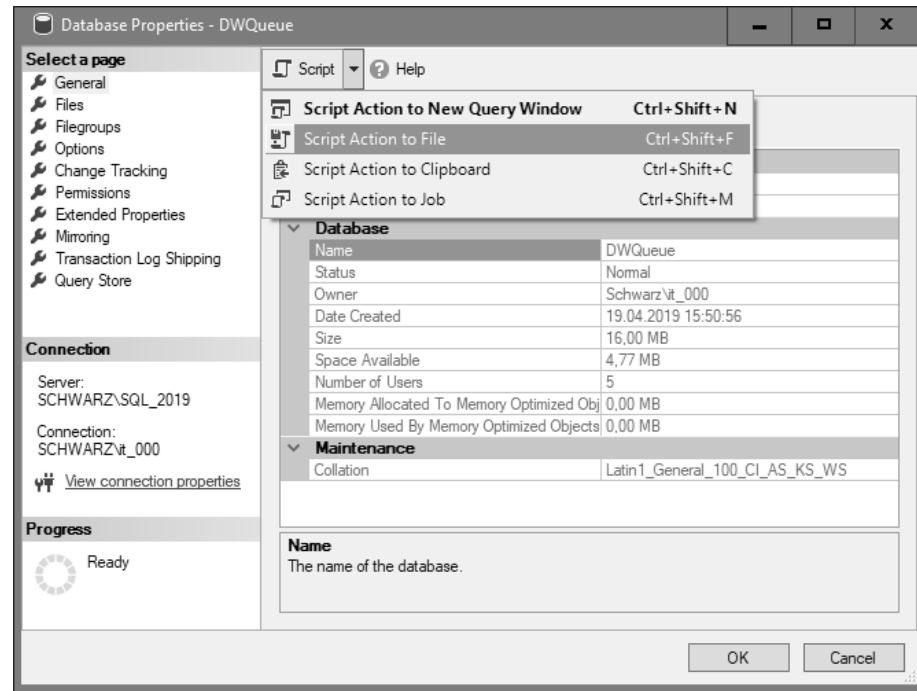 Database Properties - DWQueue
Select a page
General
Files
Filegroups
Options
Change Tracking
Permissions
Extended Properties
Mirroring
Transaction Log Shipping
Query Store
Connection
Server:
SCHWARZ\SQL_2019
Connection:
SCHWARZ\it_000
View connection properties
Progress
Ready
Script Help
Script Action to New Query Window Ctrl+Shift+N
Script Action to File Ctrl+Shift+F
Script Action to Clipboard Ctrl+Shift+C
Script Action to Job Ctrl+Shift+M
Database
Name DWQueue
Status Normal
Owner Schwarz\it_000
Date Created 19.04.2019 15:50:56
Size 16,00 MB
Space Available 4,77 MB
Number of Users 5
Memory Allocated To Memory Optimized Obj 0,00 MB
Memory Used By Memory Optimized Objects 0,00 MB
Maintenance
Collation Latin1_General_100_CI_AS_KS_WS
Name
The name of the database.
OK Cancel